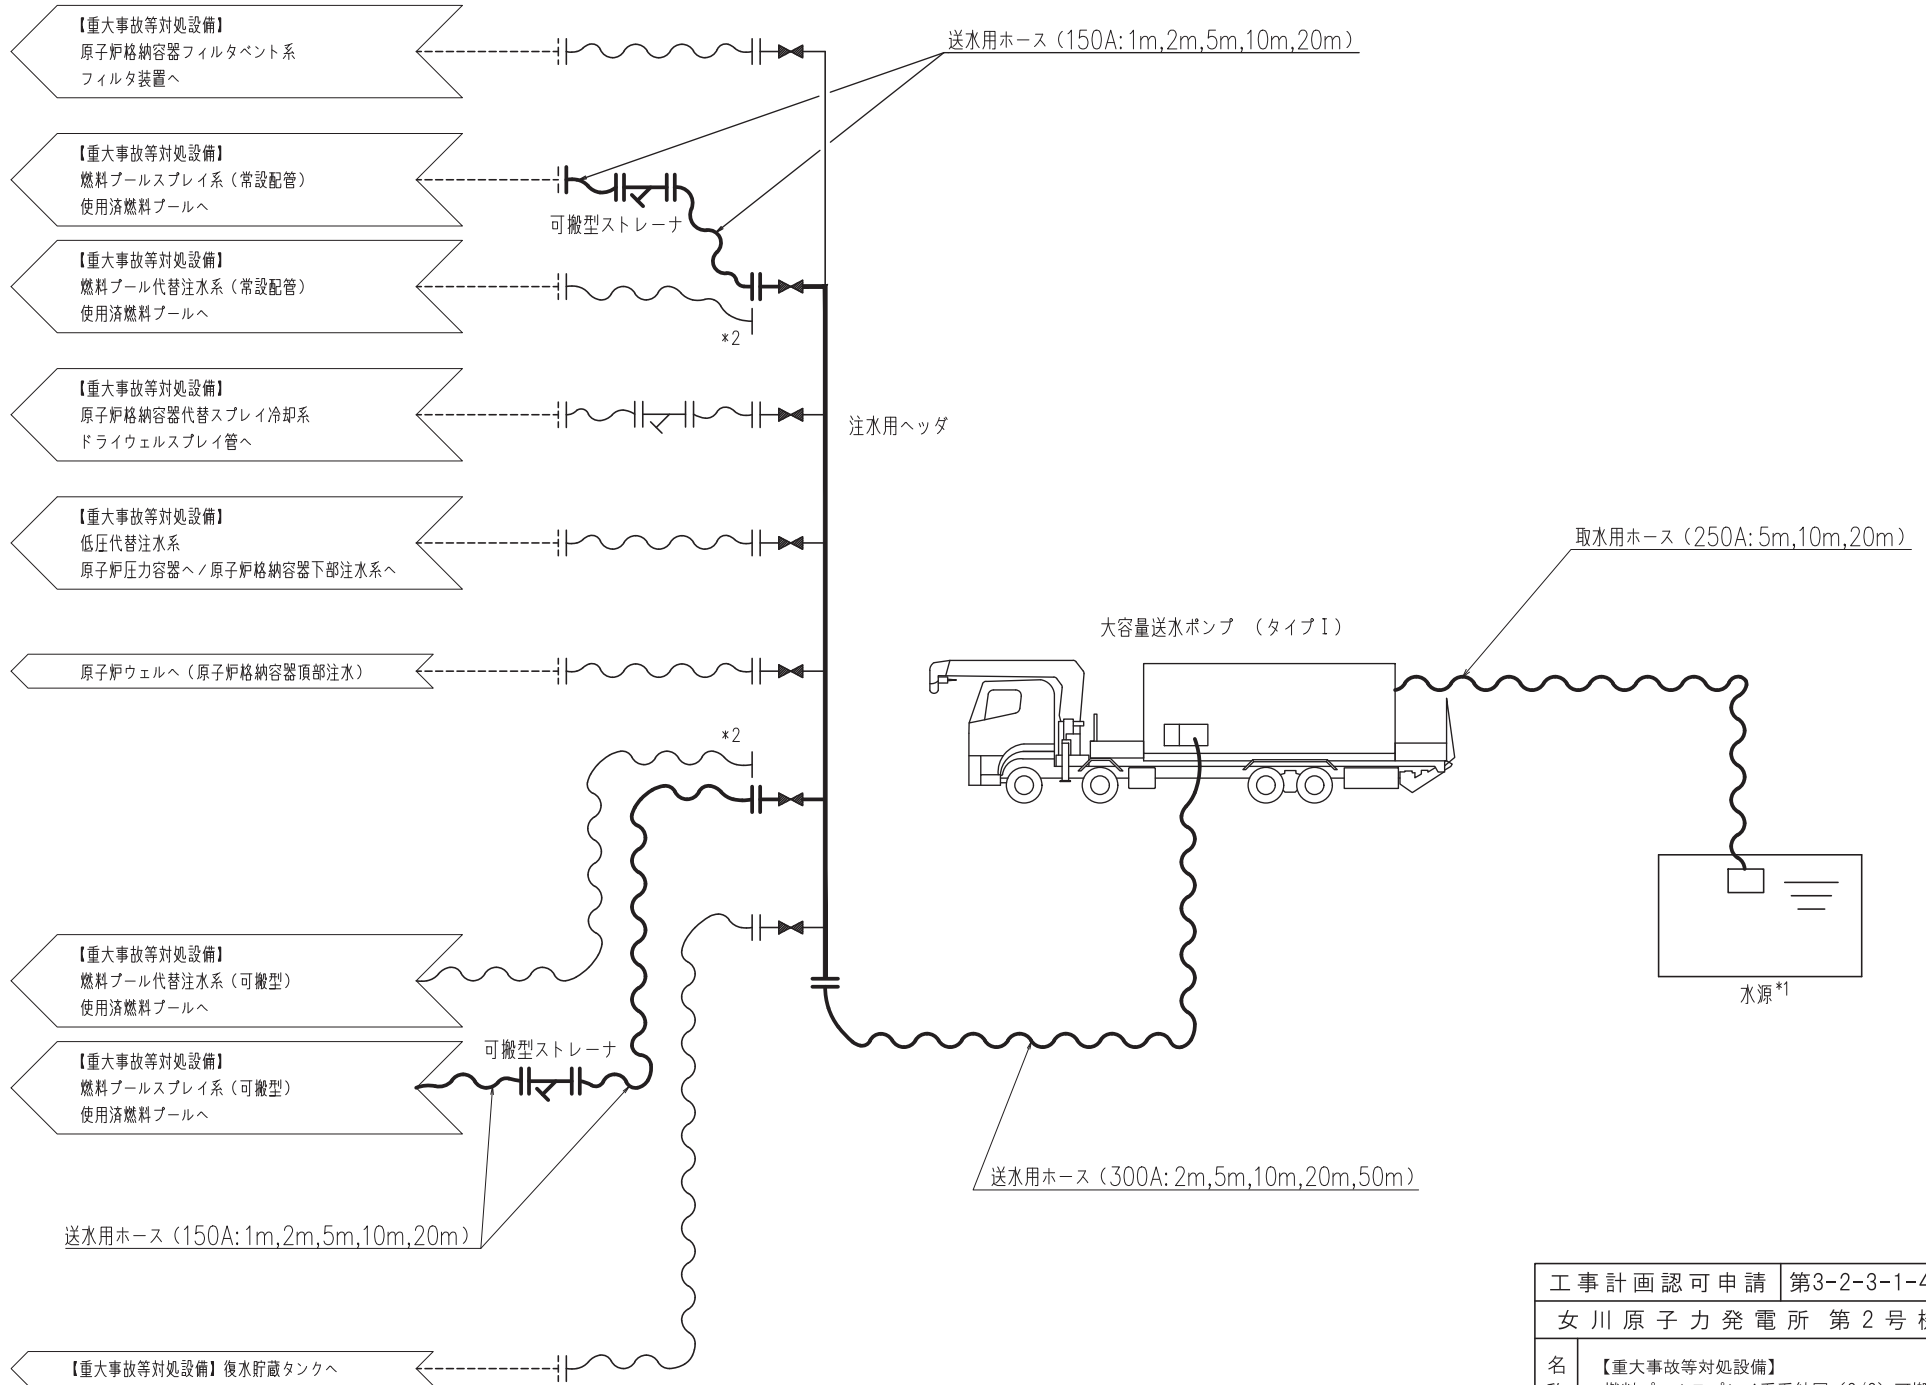 【重大事故等対処設備】
原子炉格納容器フィルタベント系
フィルタ装置へ
送水用ホース（150A:1m,2m,5m,10m,20m）
【重大事故等対処設備】
燃料プールスプレイ系（常設配管）
使用済燃料プールへ
可搬型ストレーナ
【重大事故等対処設備】
燃料プール代替注水系（常設配管）
使用済燃料プールへ
*2
【重大事故等対処設備】
原子炉格納容器代替スプレイ冷却系
ドライウェルスプレイ管へ
注水用ヘッダ
【重大事故等対処設備】
低圧代替注水系
原子炉圧力容器へ／原子炉格納容器下部注水系へ
取水用ホース（250A:5m,10m,20m）
大容量送水ポンプ （タイプⅠ）
原子炉ウェルへ（原子炉格納容器頂部注水）
*2
【重大事故等対処設備】
燃料プール代替注水系（可搬型）
使用済燃料プールへ
水源*1
可搬型ストレーナ
【重大事故等対処設備】
燃料プールスプレイ系（可搬型）
使用済燃料プールへ
送水用ホース（300A:2m,5m,10m,20m,50m）
送水用ホース（150A:1m,2m,5m,10m,20m）
【重大事故等対処設備】復水貯蔵タンクへ
工事計画認可申請 第3-2-3-1-4
女川原子力発電所 第2号
名
【重大事故等対処設備】